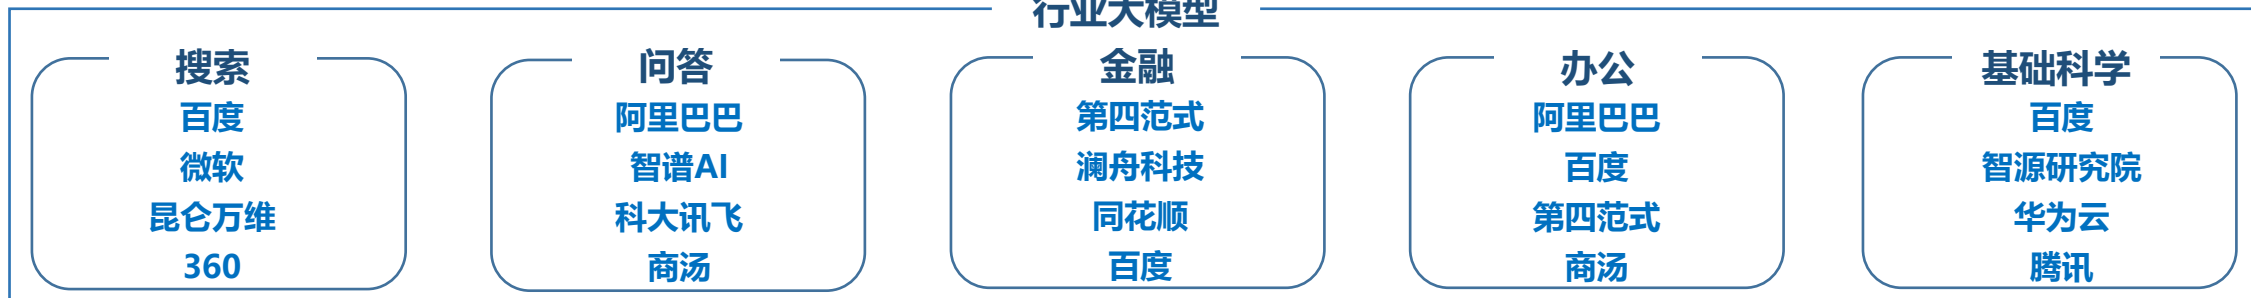 行业大模型
搜索
百度
微软
昆仑万维
360
问答
阿里巴巴
智谱AI
科大讯飞
商汤
金融
第四范式
澜舟科技
同花顺
百度
办公
阿里巴巴
百度
第四范式
商汤
基础科学
百度
智源研究院
华为云
腾讯